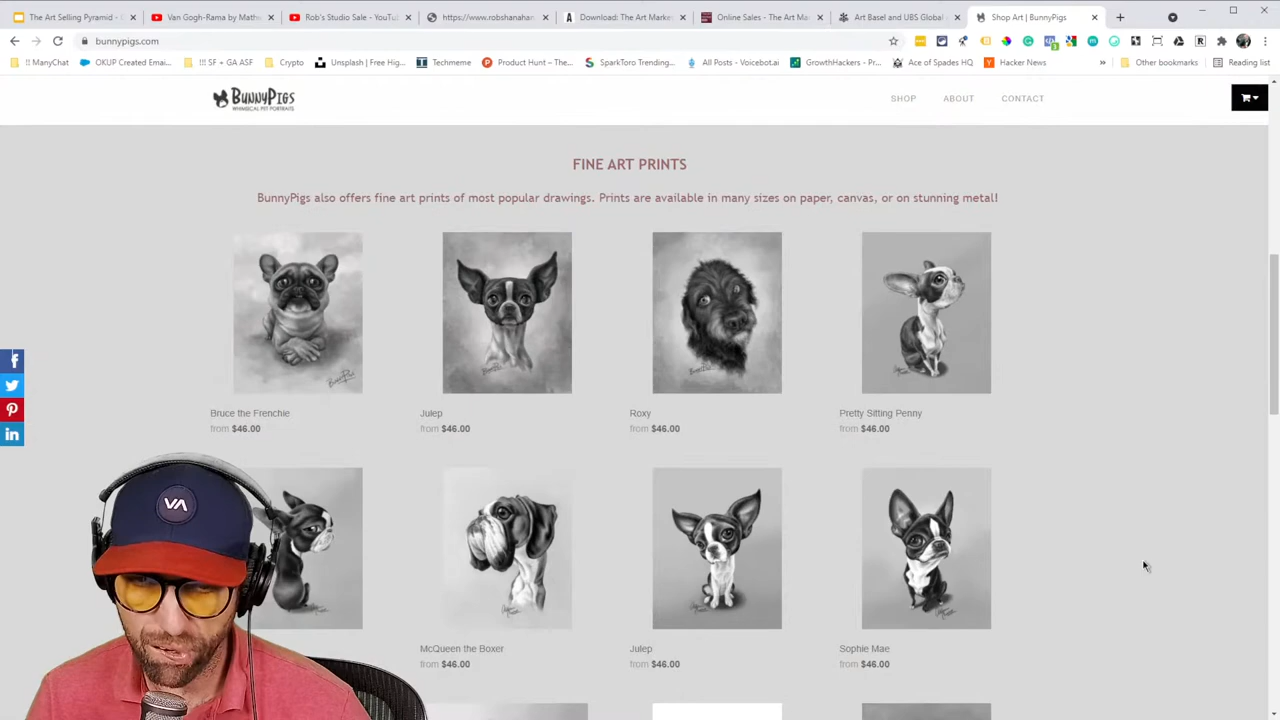 The Art Selling Pyramid -
Van Gogh-Rama by Math
Rob's Studio Sale - YouTu
https://www.robshanahan
Download: The Art Market
Online Sales - The Art Ma
Art Basel and UBS Global
Shop Art | BunnyPigs
bunnypigs.com
!! ManyChat
OKUP Created Emai...
!!! SF + GA ASF
Crypto
Unsplash | Free Hig...
Techmeme
Product Hunt – The...
SparkToro Trending...
All Posts - Voicebot.ai
GrowthHackers - Pr...
Ace of Spades HQ
Hacker News
»
Other bookmarks
Reading list
BUNNYPIGS
WHIMSICAL PET PORTRAITS
SHOP ABOUT CONTACT
FINE ART PRINTS
BunnyPigs also offers fine art prints of most popular drawings. Prints are available in many sizes on paper, canvas, or on stunning metal!
Bruce the Frenchie
from $46.00
Julep
from $46.00
Roxy
from $46.00
Pretty Sitting Penny
from $46.00
McQueen the Boxer
from $46.00
Julep
from $46.00
Sophie Mae
from $46.00
VA